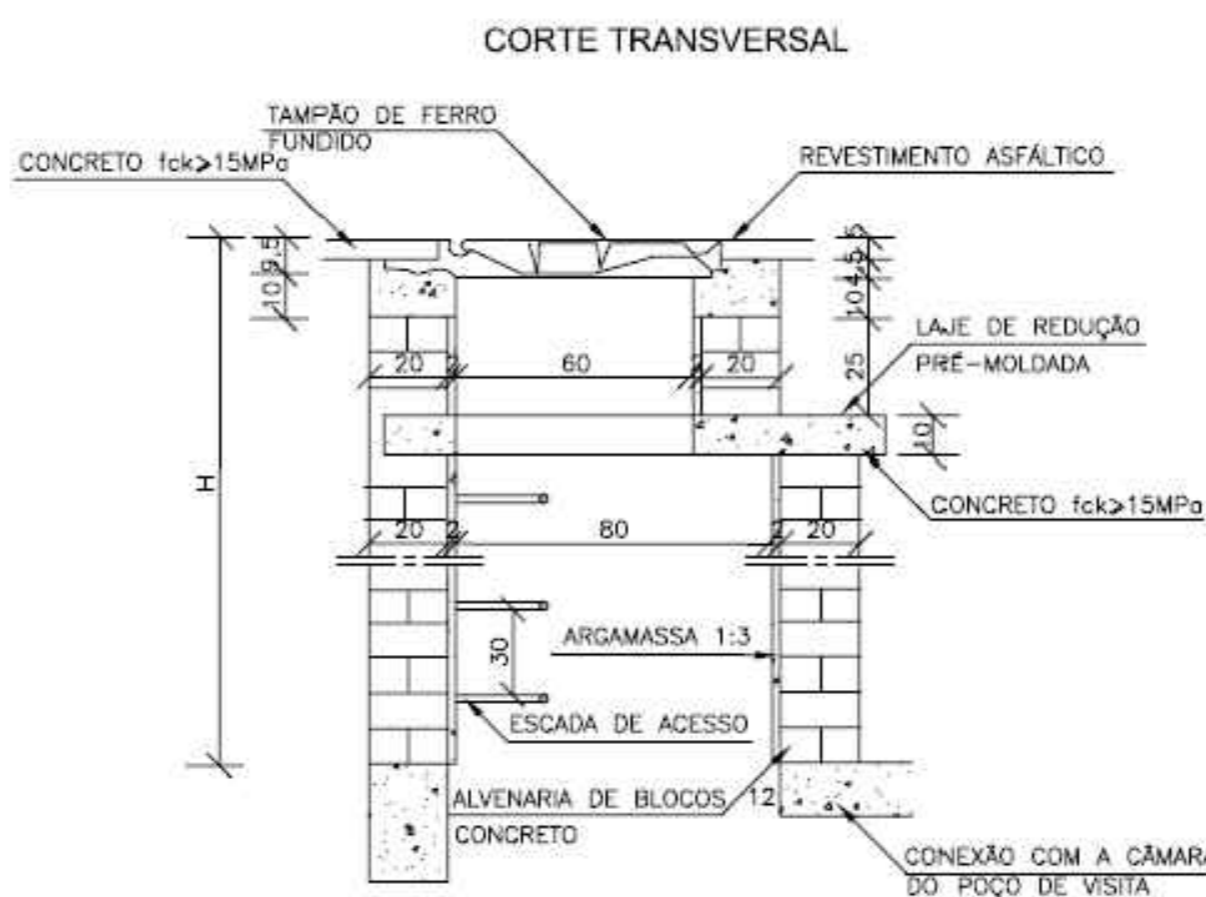 CORTE TRANSVERSAL
TAMPÃO DE FERRO
FUNDIDO
CONCRETO fck⩾15MPa
REVESTIMENTO ASFÁLTICO
9,5
10
5
4,5
10
25
LAJE DE REDUÇÃO
PRÉ-MOLDADA
20 2 60 2 20
10
H
CONCRETO fck⩾15MPa
20 2 80 2 20
ARGAMASSA 1:3
30
ESCADA DE ACESSO
ALVENARIA DE BLOCOS 12
CONCRETO
CONEXÃO COM A CÂMARA
DO POÇO DE VISITA